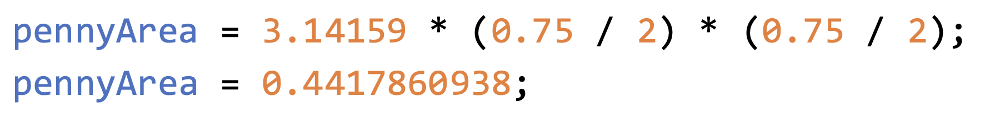 pennyArea = 3.14159 * (0.75 / 2) * (0.75 / 2);
pennyArea = 0.4417860938;